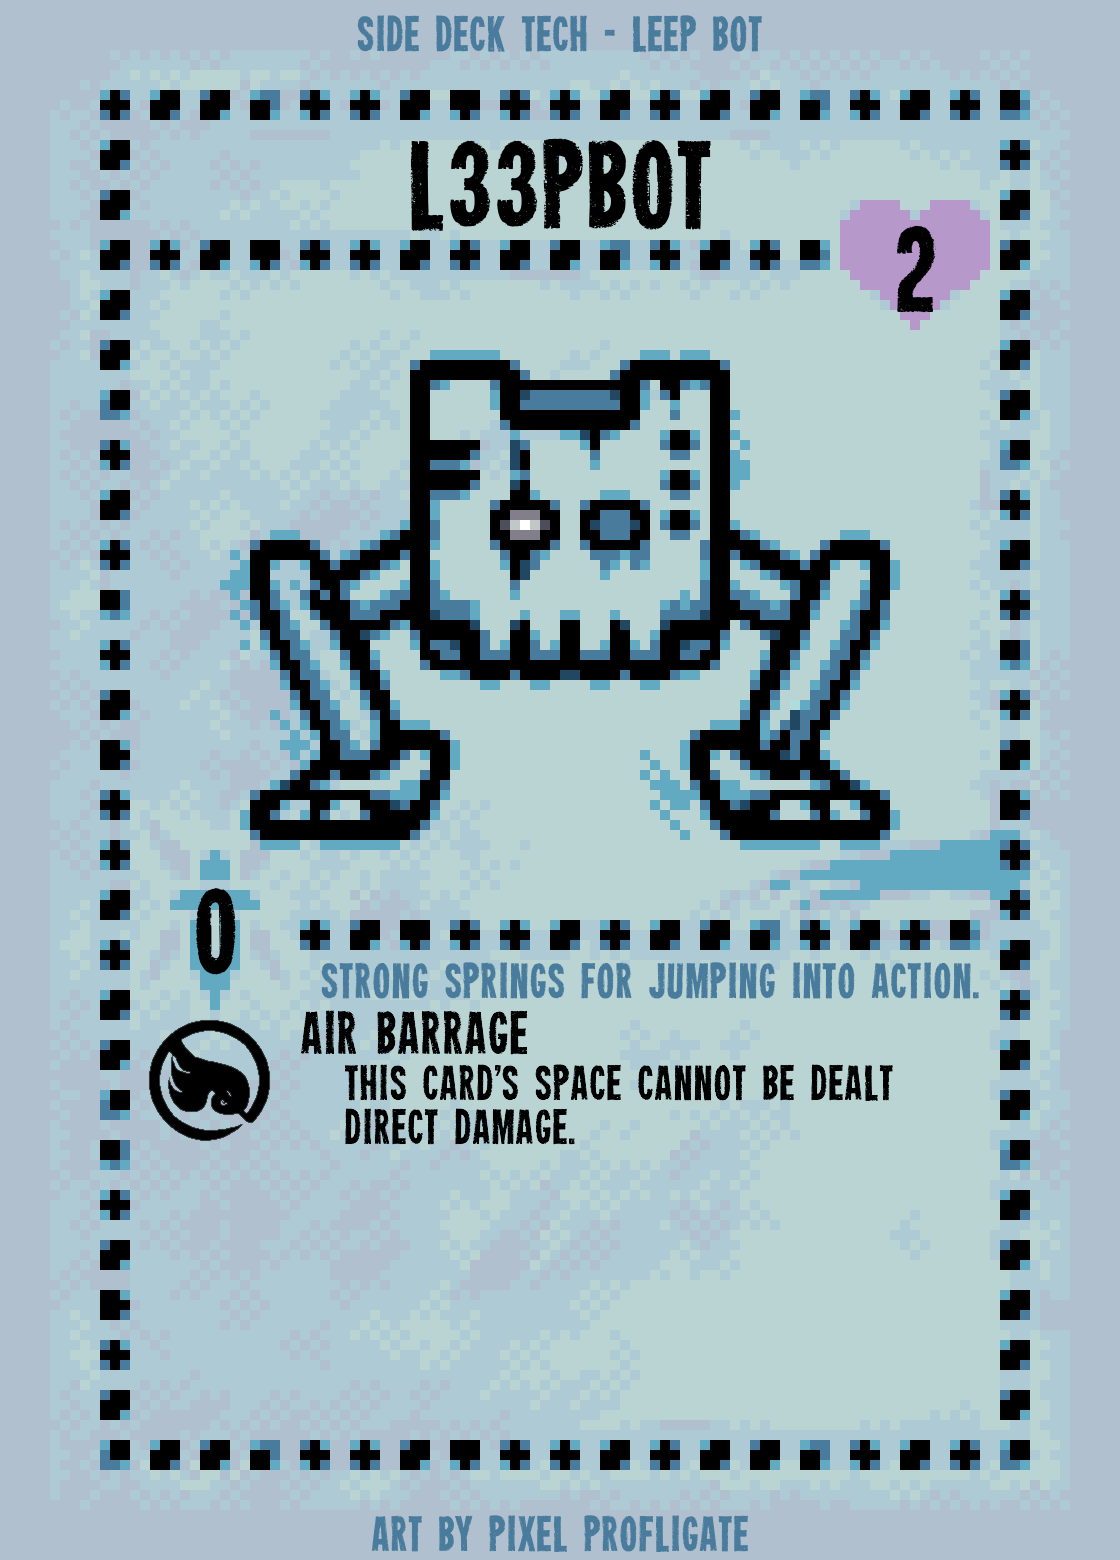 SIDE DECK TECH - LEEP BOT
L33PBOT
2
0
STRONG SPRINGS FOR JUMPING INTO ACTION.
AIR BARRAGE
THIS CARD'S SPACE CANNOT BE DEALT
DIRECT DAMAGE.
ART BY PIXEL PROFLIGATE